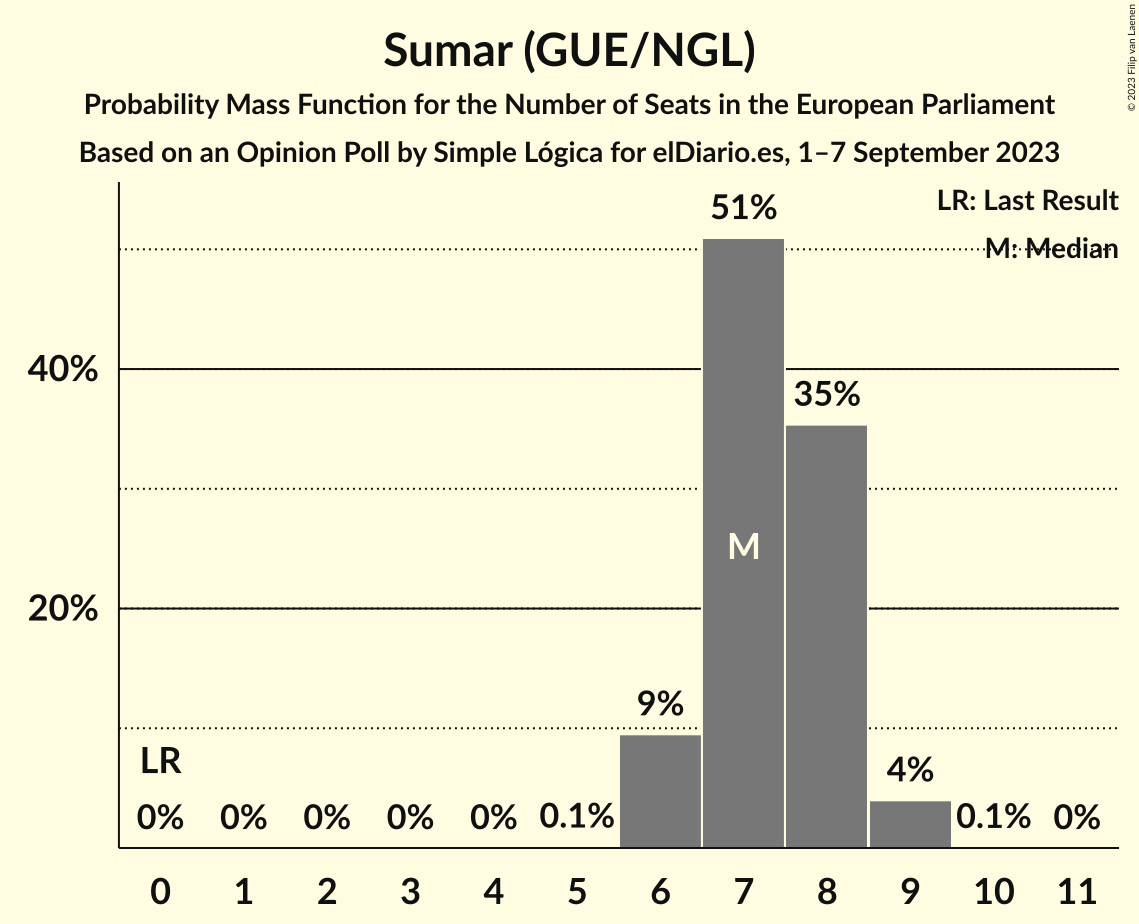 Sumar (GUE/NGL)
Probability Mass Function for the Number of Seats in the European Parliament
Based on an Opinion Poll by Simple Lógica for elDiario.es, 1–7 September 2023
© 2023 Filip van Laenen
LR: Last Result
M: Median
51%
40%
35%
M
20%
9%
LR
4%
0% 0% 0% 0% 0% 0.1% 0.1% 0%
0 1 2 3 4 5 6 7 8 9 10 11